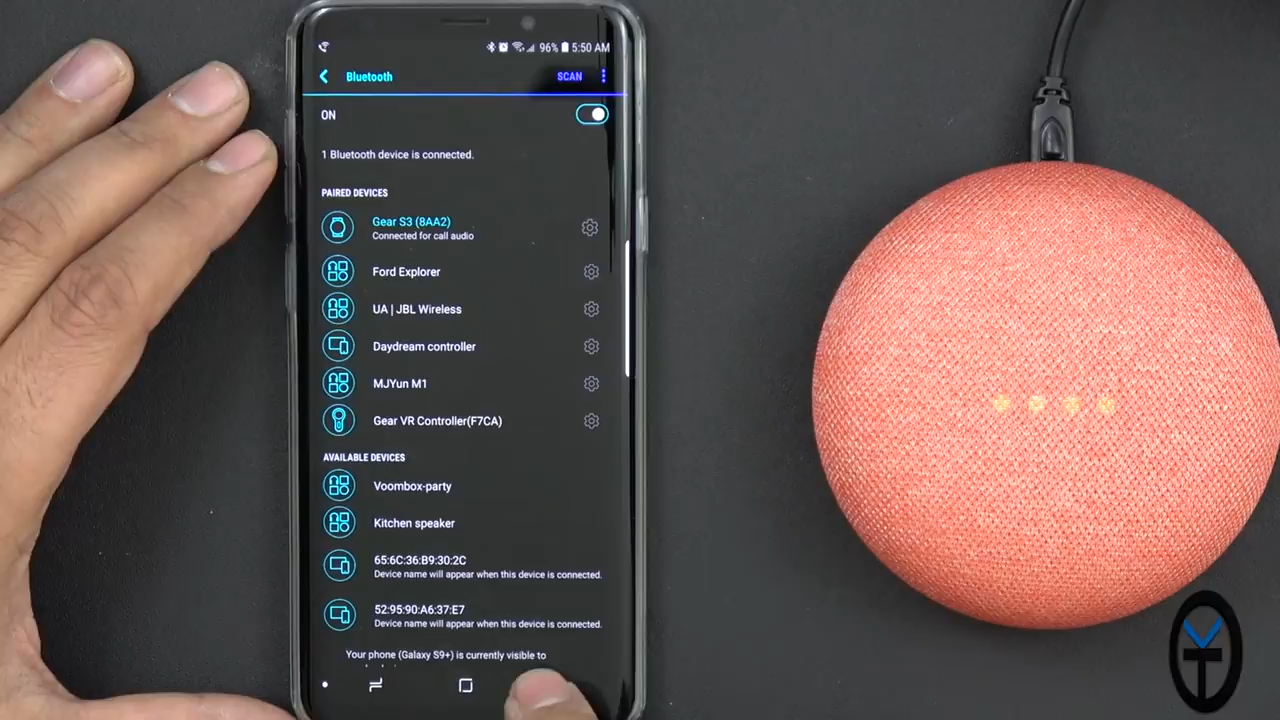 96% 5:50 AM
Bluetooth SCAN
ON
1 Bluetooth device is connected.
PAIRED DEVICES
Gear S3 (8AA2)
Connected for call audio
Ford Explorer
UA | JBL Wireless
Daydream controller
MJYun M1
Gear VR Controller(F7CA)
AVAILABLE DEVICES
Voombox-party
Kitchen speaker
65:6C:36:B9:30:2C
Device name will appear when this device is connected.
52:95:90:A6:37:E7
Device name will appear when this device is connected.
Your phone (Galaxy S9+) is currently visible to